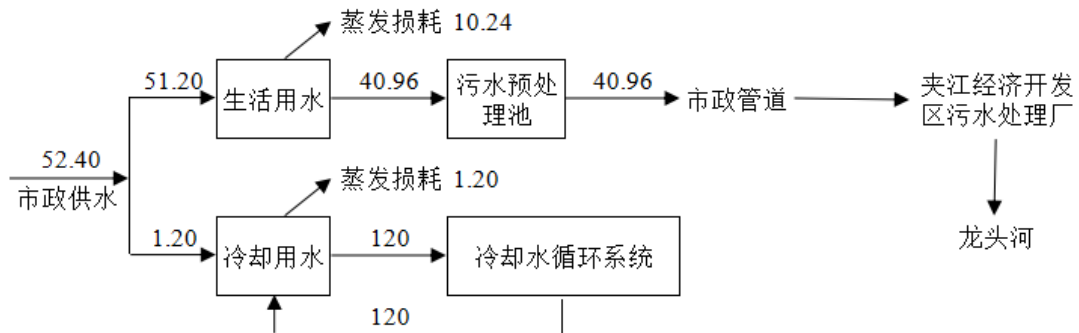 蒸发损耗 10.24
51.20
生活用水
40.96
污水预处
理池
40.96
市政管道
夹江经济开发
区污水处理厂
52.40
市政供水
蒸发损耗 1.20
1.20
冷却用水
120
冷却水循环系统
龙头河
120